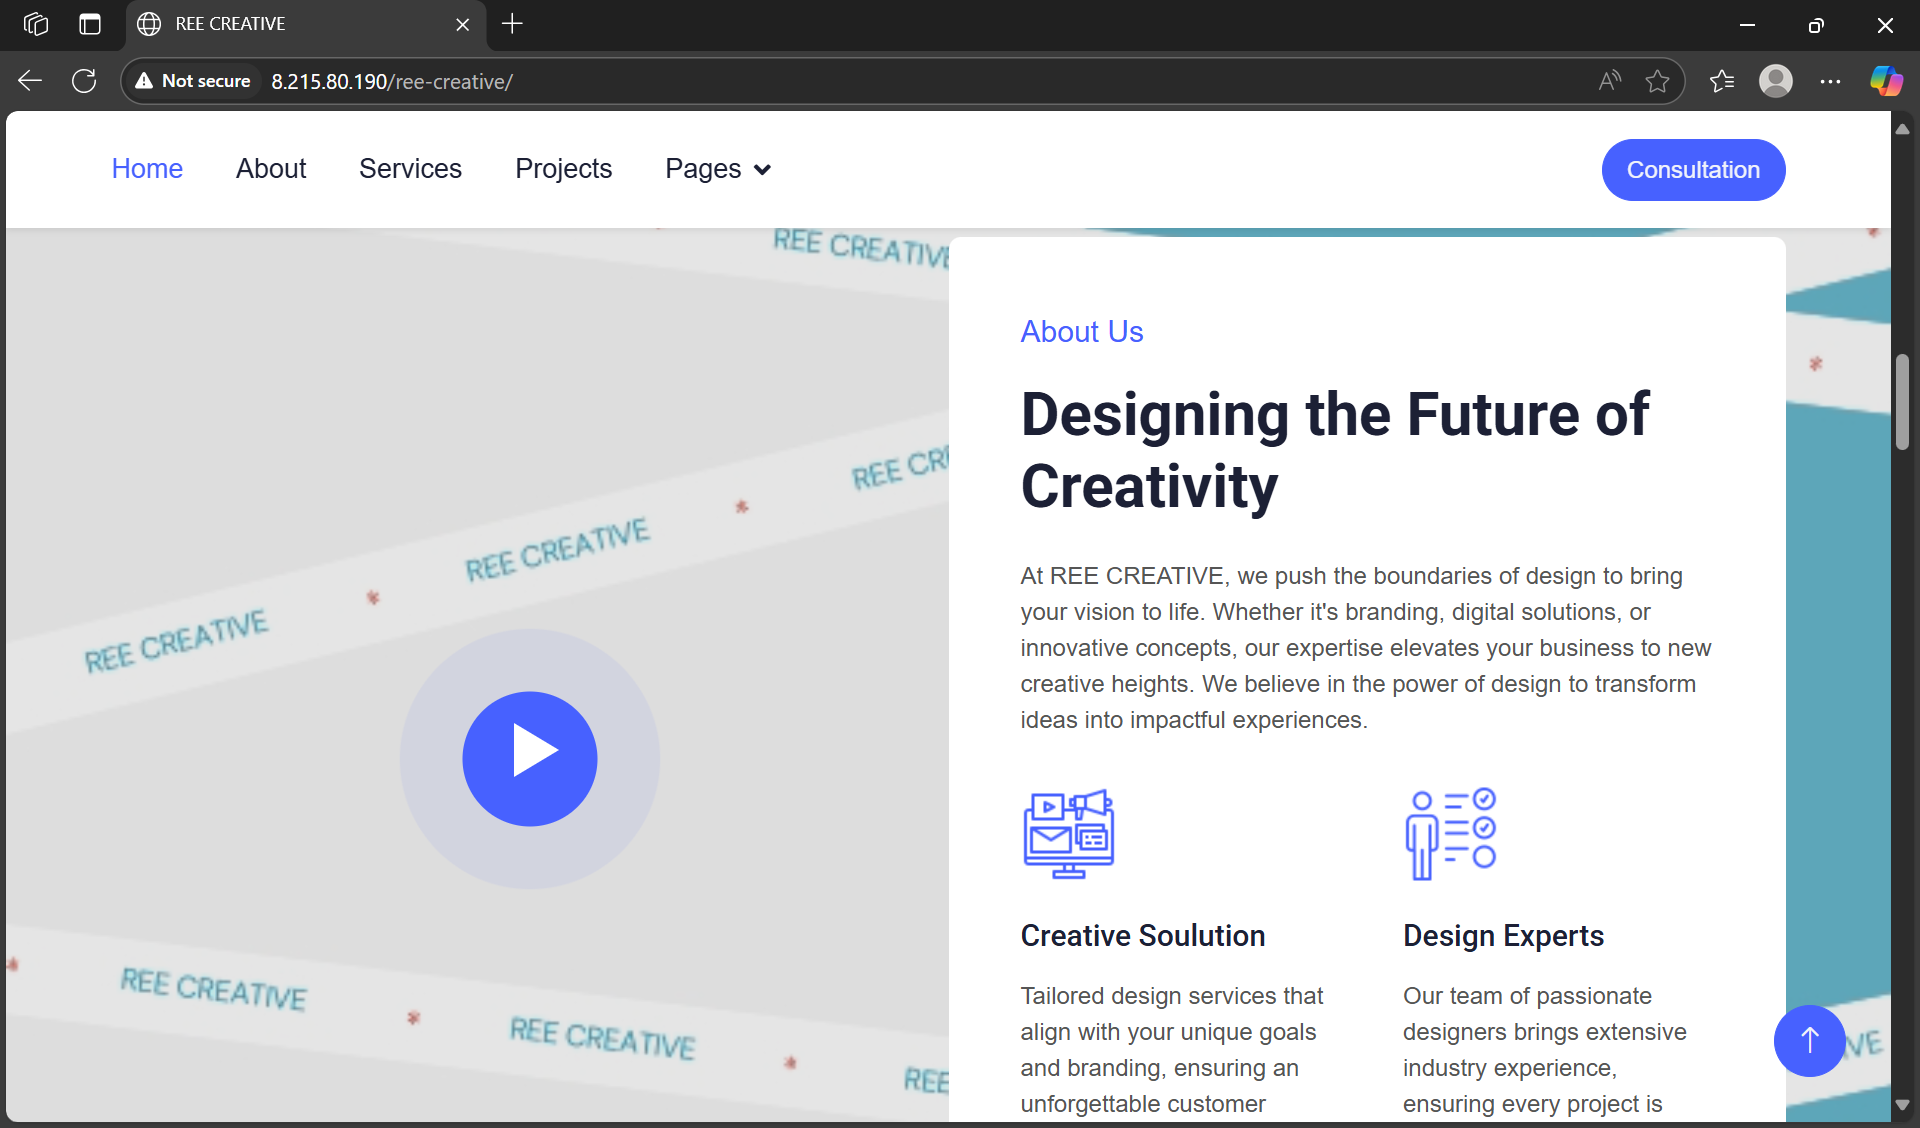 REE CREATIVE
Not secure
8.215.80.190/ree-creative/
Home
About
Services
Projects
Pages
Consultation
REE CREATIVE
REE CRE
REE CREATIVE
REE CREATIVE
REE CREATIVE
REE CREATIVE
REE
About Us
Designing the Future of
Creativity
At REE CREATIVE, we push the boundaries of design to bring
your vision to life. Whether it's branding, digital solutions, or
innovative concepts, our expertise elevates your business to new
creative heights. We believe in the power of design to transform
ideas into impactful experiences.
Creative Soulution
Tailored design services that
align with your unique goals
and branding, ensuring an
unforgettable customer
Design Experts
Our team of passionate
designers brings extensive
industry experience,
ensuring every project is
VE